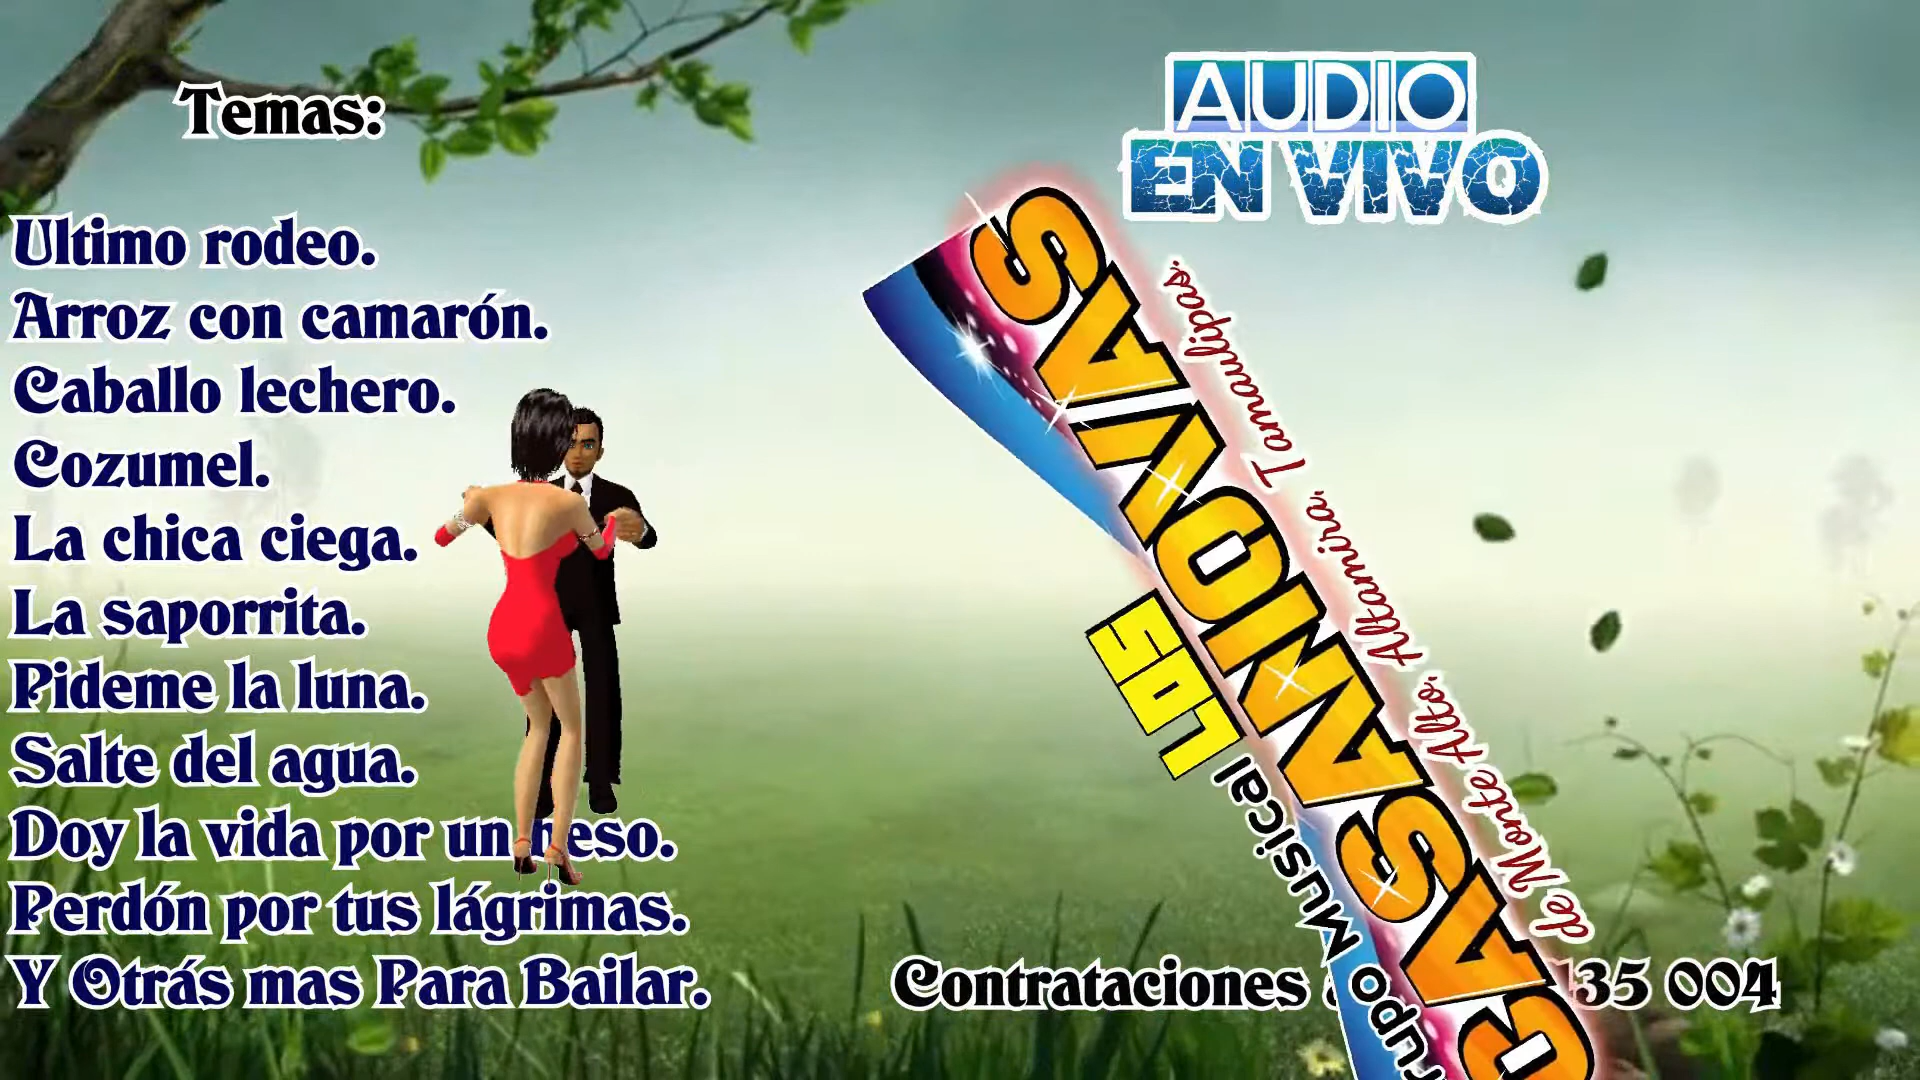 Temas:
Ultimo rodeo.
Arroz con camarón.
Caballo lechero.
Cozumel.
La chica ciega.
La saporrita.
Pideme la luna.
Salte del agua.
Doy la vida por un beso.
Perdón por tus lágrimas.
Y Otrás mas Para Bailar.
AUDIO
EN VIVO
Musical
LOS
CASANOVAS
de Monte Alto. Altamira. Tamaulipas.
Contrataciones 135 004